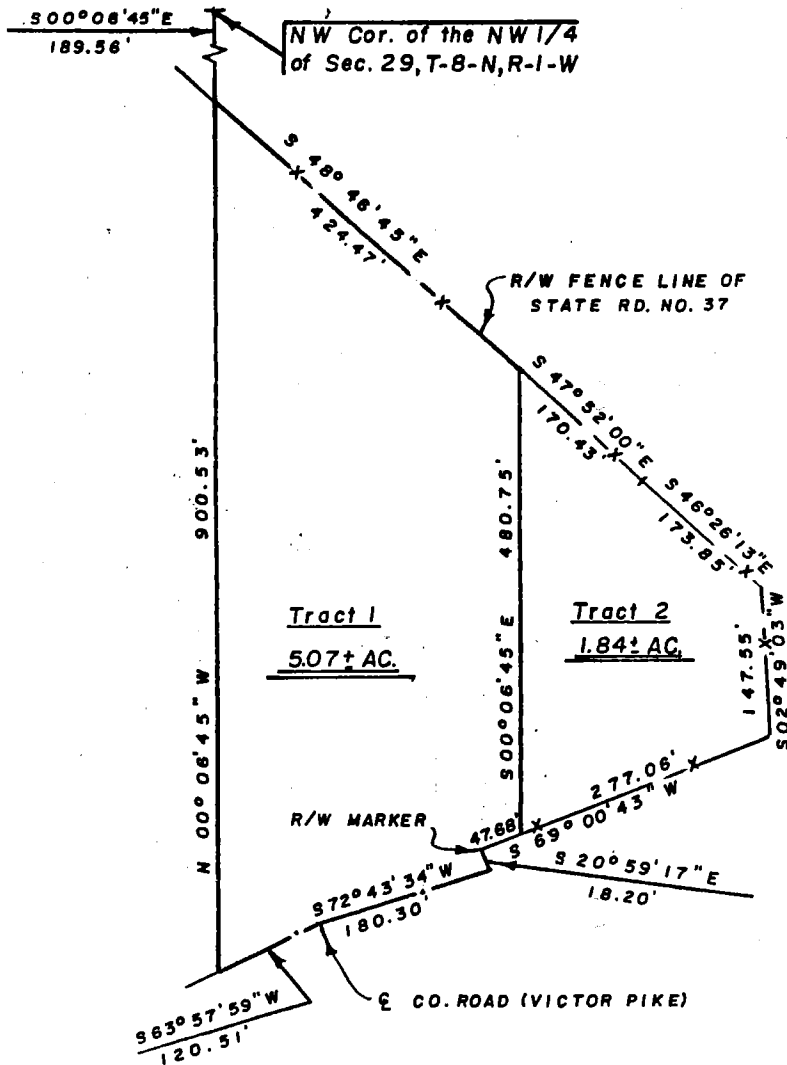 S00°06'45"E
189.56'
NW Cor. of the NW1/4
of Sec. 29, T-8-N, R-1-W
S 48° 46'45"E
424.47'
R/W FENCE LINE OF
STATE RD. NO. 37
S 47°52'00"E
170.43'
S 46°26'13"E
173.85'
900.53'
N 00° 06'45" W
480.75'
S00°06'45"E
Tract 1
5.07± AC.
Tract 2
1.84± AC.
147.55'
S02°49'03"W
277.06'
S 69°00'43" W
47.68'
R/W MARKER
S 20°59'17"E
18.20'
S72°43'34"W
180.30'
℄ CO. ROAD (VICTOR PIKE)
S63°57'59"W
120.51'